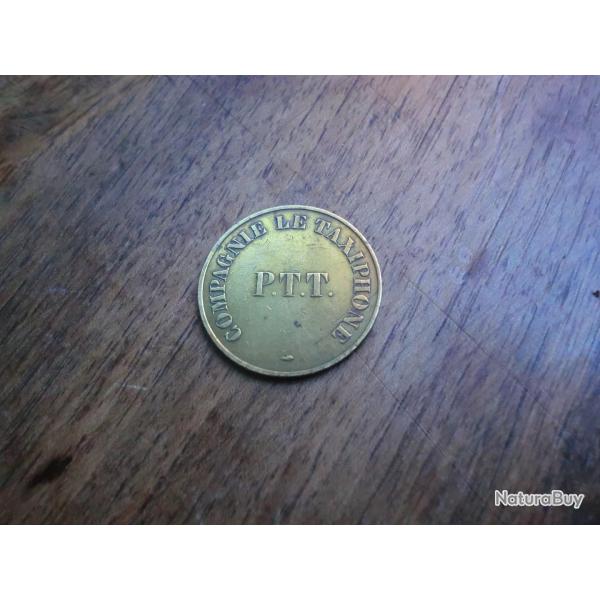 COMPAGNIE LE TAXIPHONE
P.T.T.
NaturaBuy